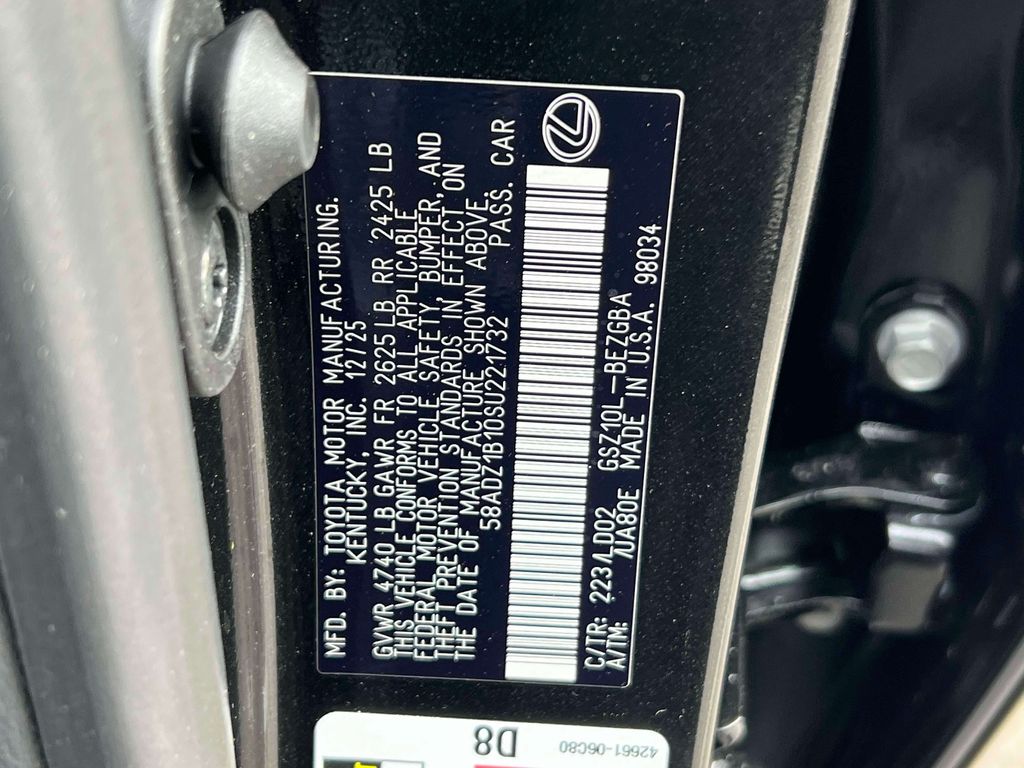 MFD. BY: TOYOTA MOTOR MANUFACTURING.
KENTUCKY, INC. 12/25
GVWR 4740 LB GAWR FR 2625 LB RR 2425 LB
THIS VEHICLE CONFORMS TO ALL APPLICABLE
FEDERAL MOTOR VEHICLE SAFETY, BUMPER, AND
THEFT PREVENTION STANDARDS IN EFFECT ON
THE DATE OF MANUFACTURE SHOWN ABOVE.
58ADZ1B10SU221732 PASS. CAR
C/TR: 223/LD02 GSZ10L-BEZGBA
A/TM: /UA80E MADE IN U.S.A. 98034
D8
42661-06C80